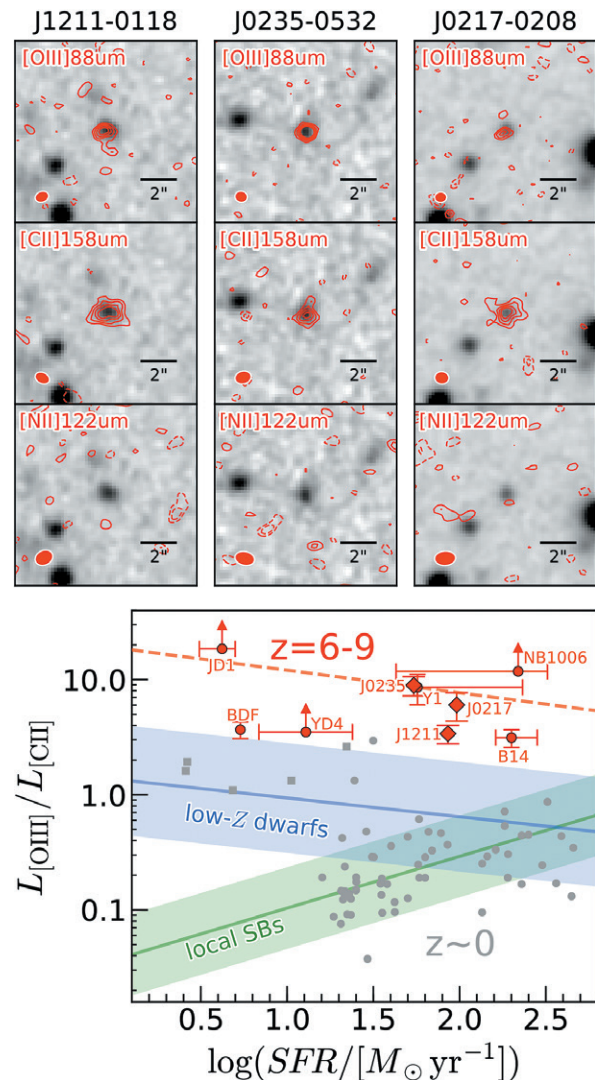 J1211-0118 J0235-0532 J0217-0208
[OIII]88um [OIII]88um [OIII]88um
2" 2" 2"
[CII]158um [CII]158um [CII]158um
2" 2" 2"
[NII]122um [NII]122um [NII]122um
2" 2" 2"
z=6-9
NB1006
JD1
J0235
Y1
J0217
BDF
YD4
J1211
B14
low-Z dwarfs
local SBs
z~0
10.0
1.0
0.1
L[OIII]/L[CII]
0.5 1.0 1.5 2.0 2.5
log(SFR/[M⊙ yr⁻¹])